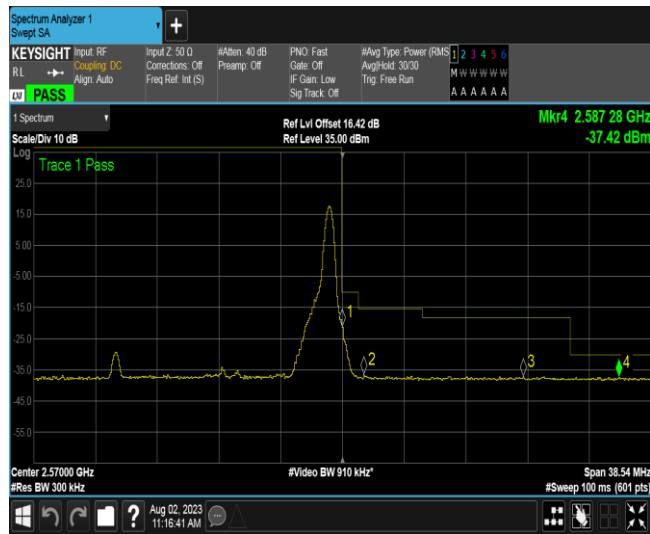 Spectrum Analyzer 1
Swept SA
+
KEYSIGHT Input: RF Input Z: 50 Ω #Atten: 40 dB PNO: Fast #Avg Type: Power (RMS 1 2 3 4 5 6
RL Coupling: DC Corrections: Off Preamp: Off Gate: Off Avg|Hold: 30/30 M W W W W W
Align: Auto Freq Ref: Int (S) IF Gain: Low Trig: Free Run
LXI PASS Sig Track: Off A A A A A A
1 Spectrum Ref Lvl Offset 16.42 dB Mkr4 2.587 28 GHz
Scale/Div 10 dB Ref Level 35.00 dBm -37.42 dBm
Log
Trace 1 Pass
25.0
15.0
5.00
-5.00
-15.0
1
-25.0
2 3 4
-35.0
-45.0
-55.0
Center 2.57000 GHz #Video BW 910 kHz* Span 38.54 MHz
#Res BW 300 kHz #Sweep 100 ms (601 pts)
? Aug 02, 2023
11:16:41 AM